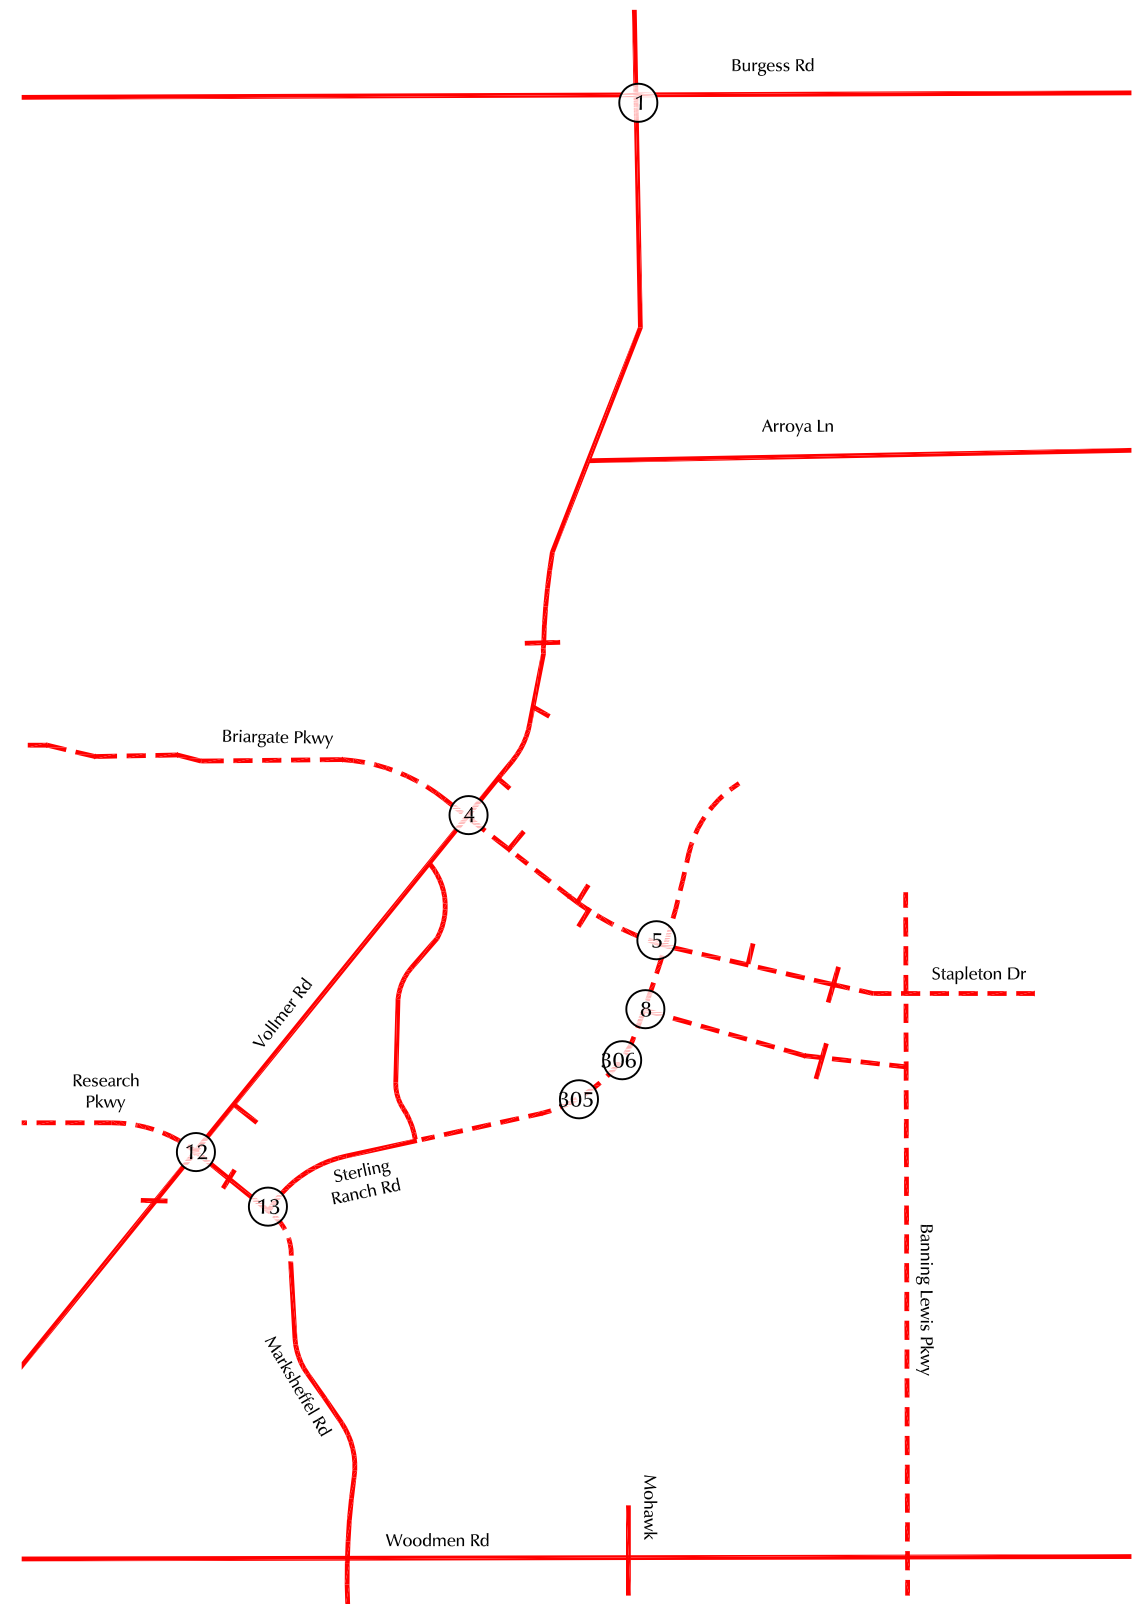 Burgess Rd
1
Arroya Ln
Briargate Pkwy
4
5
Stapleton Dr
Vollmer Rd
8
306
Research
Pkwy
305
12
Sterling
Ranch Rd
13
Banning Lewis Pkwy
Marksheffel Rd
Mohawk
Woodmen Rd